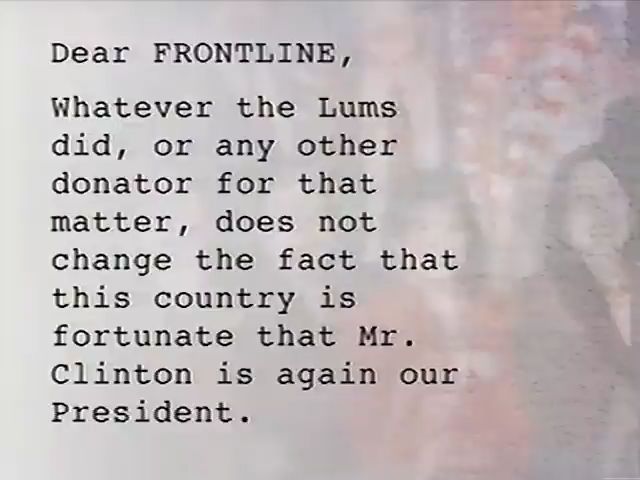 Dear FRONTLINE,
Whatever the Lums
did, or any other
donator for that
matter, does not
change the fact that
this country is
fortunate that Mr.
Clinton is again our
President.